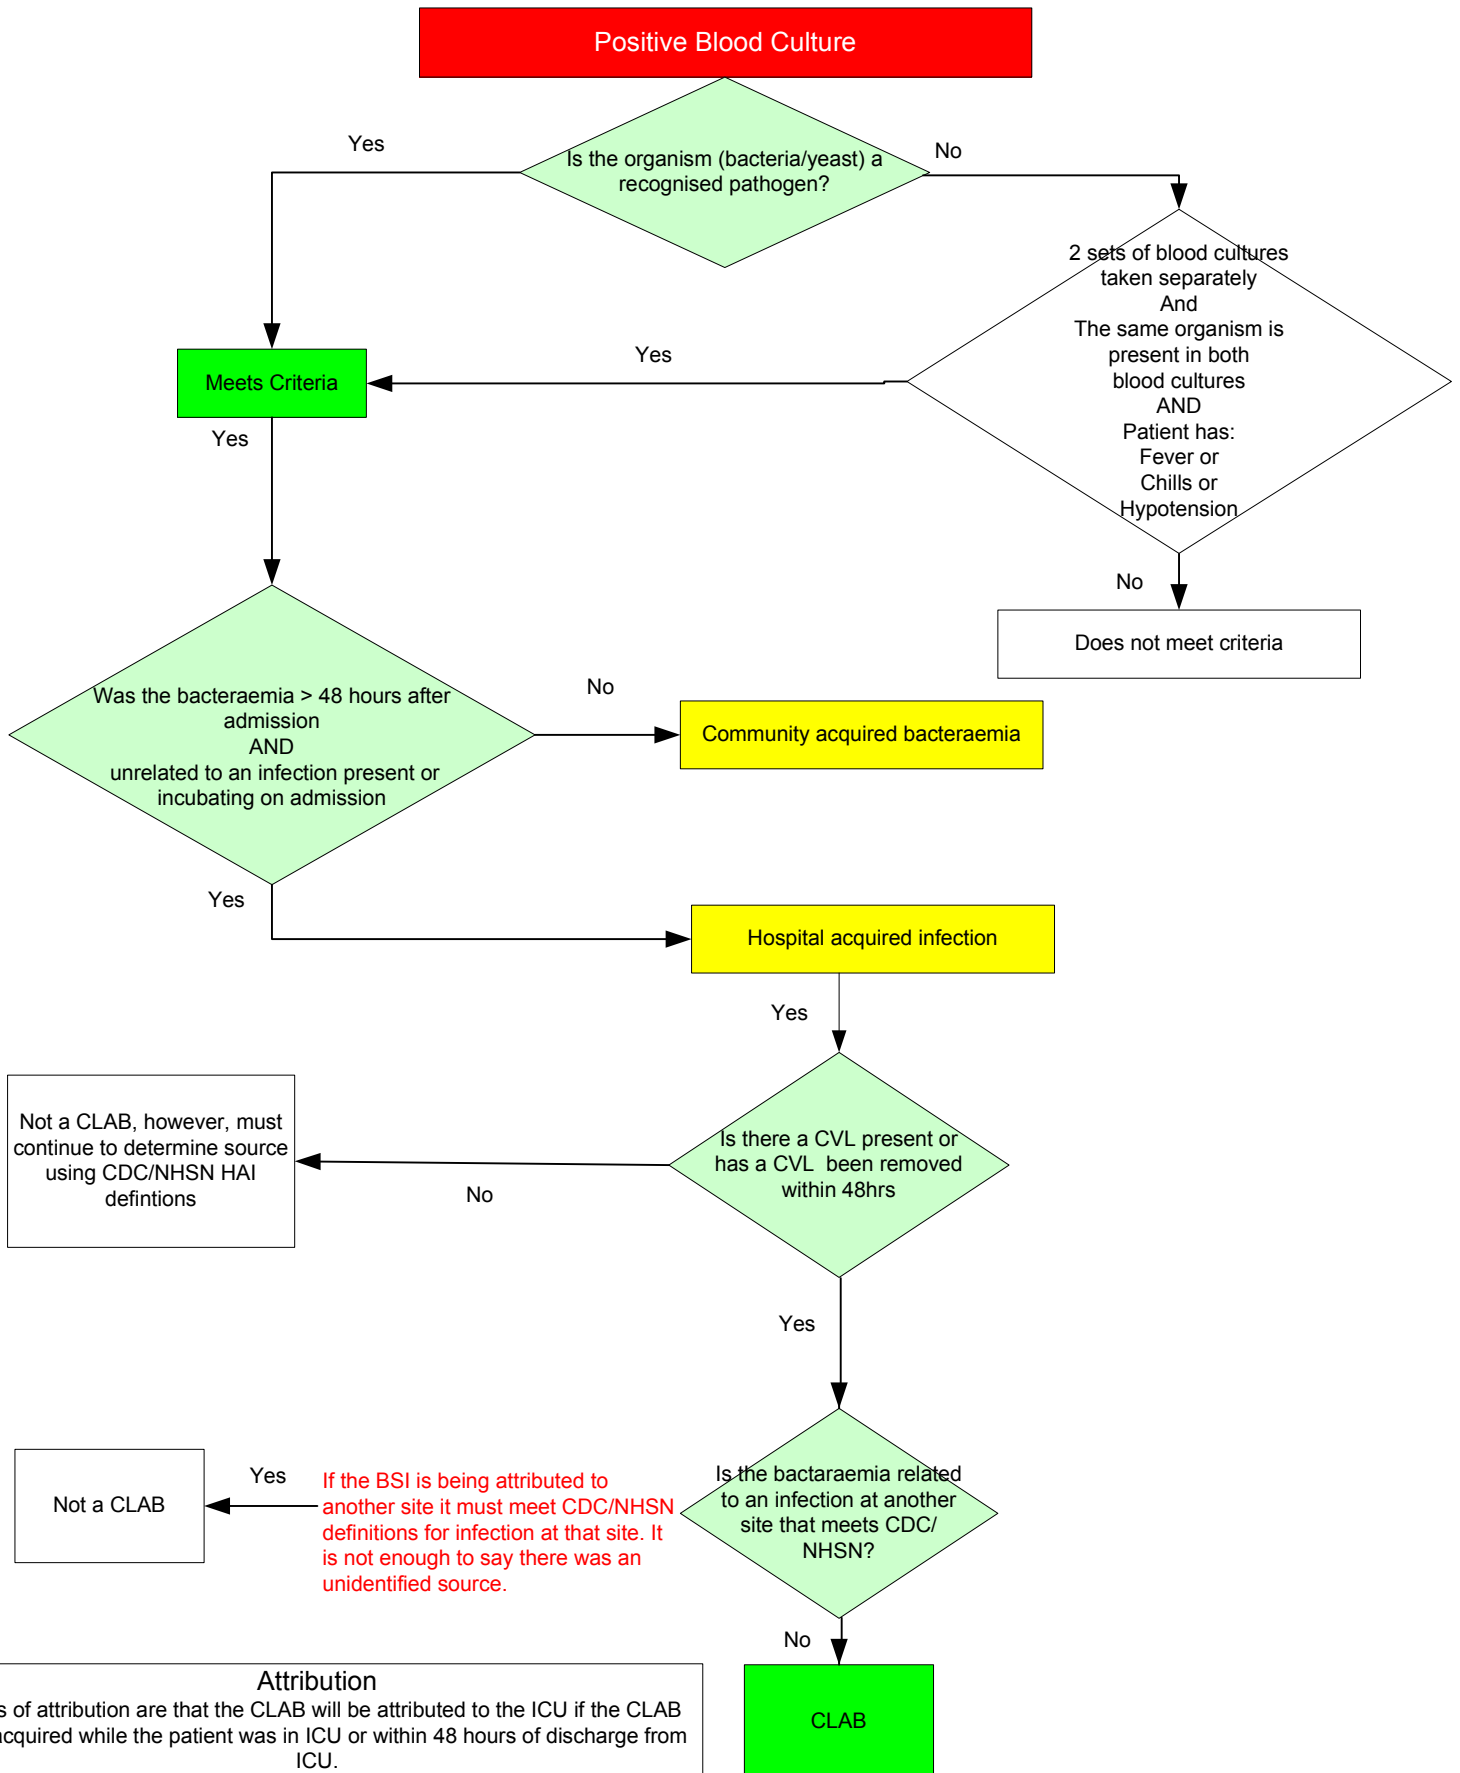 Positive Blood Culture
Yes
Is the organism (bacteria/yeast) a
recognised pathogen?
No
2 sets of blood cultures
taken separately
And
The same organism is
present in both
blood cultures
AND
Patient has:
Fever or
Chills or
Hypotension
Yes
Meets Criteria
Yes
No
Does not meet criteria
Was the bacteraemia > 48 hours after
admission
AND
unrelated to an infection present or
incubating on admission
No
Community acquired bacteraemia
Yes
Hospital acquired infection
Yes
Is there a CVL present or
has a CVL been removed
within 48hrs
No
Not a CLAB, however, must
continue to determine source
using CDC/NHSN HAI
defintions
Yes
Is the bactaraemia related
to an infection at another
site that meets CDC/
NHSN?
If the BSI is being attributed to
another site it must meet CDC/NHSN
definitions for infection at that site. It
is not enough to say there was an
unidentified source.
Yes
Not a CLAB
No
CLAB
Attribution
of attribution are that the CLAB will be attributed to the ICU if the CLAB
acquired while the patient was in ICU or within 48 hours of discharge from
ICU.